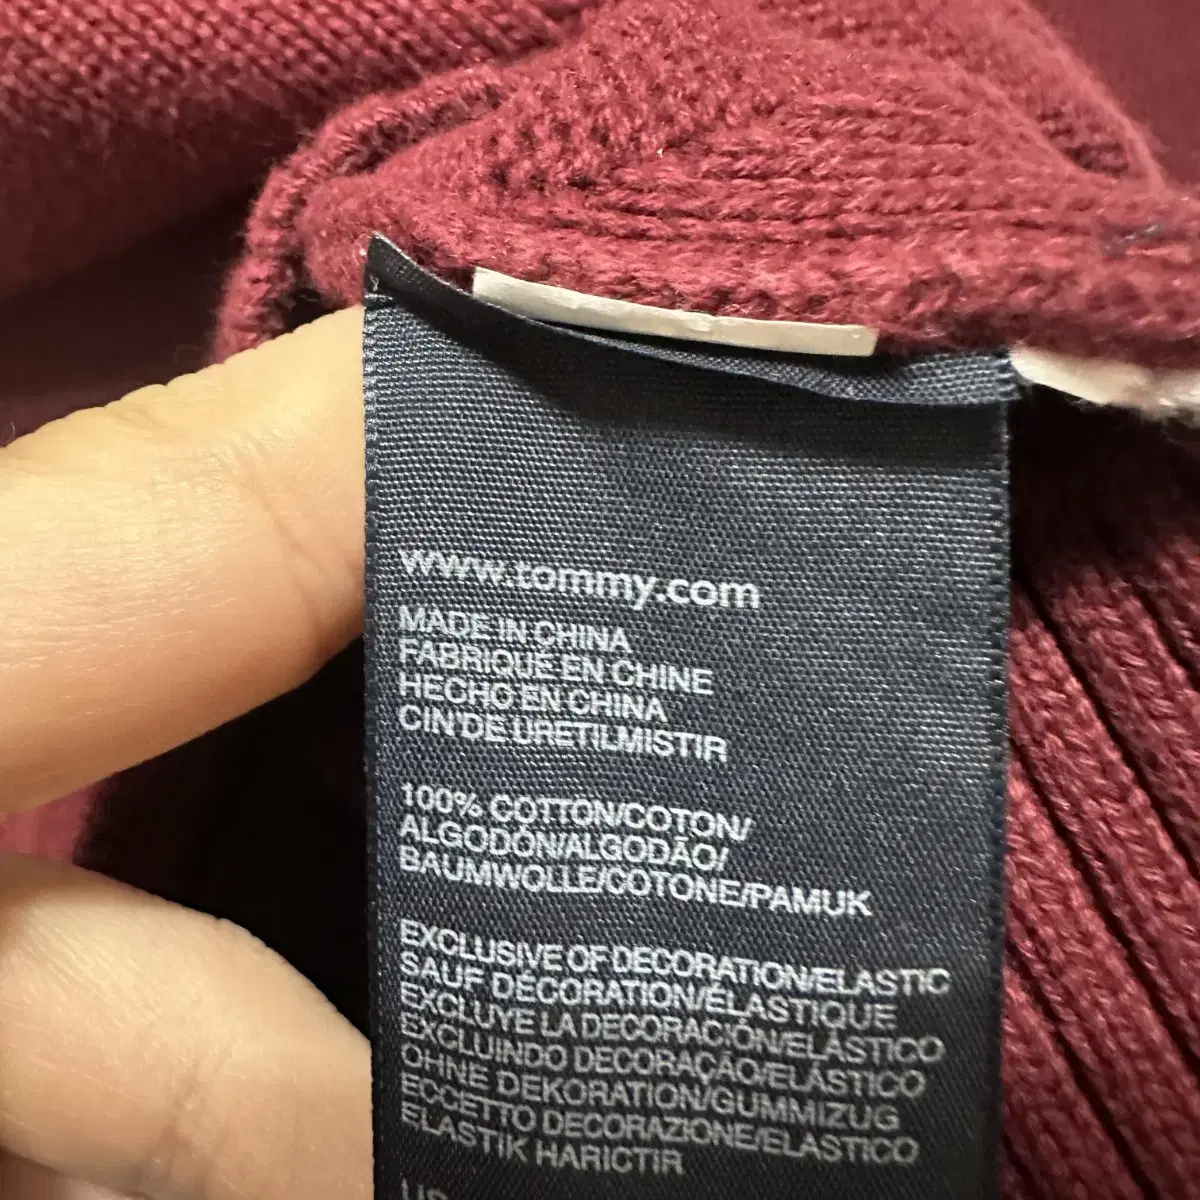 www.tommy.com
MADE IN CHINA
FABRIQUÉ EN CHINE
HECHO EN CHINA
CIN'DE URETILMISTIR
100% COTTON/COTON/
ALGODÓN/ALGODÃO/
BAUMWOLLE/COTONE/PAMUK
EXCLUSIVE OF DECORATION/ELASTIC
SAUF DÉCORATION/ÉLASTIQUE
EXCLUYE LA DECORACIÓN/ELÁSTICO
EXCLUINDO DECORAÇÃO/ELÁSTICO
OHNE DEKORATION/GUMMIZUG
ECCETTO DECORAZIONE/ELASTICO
ELASTIK HARICTIR